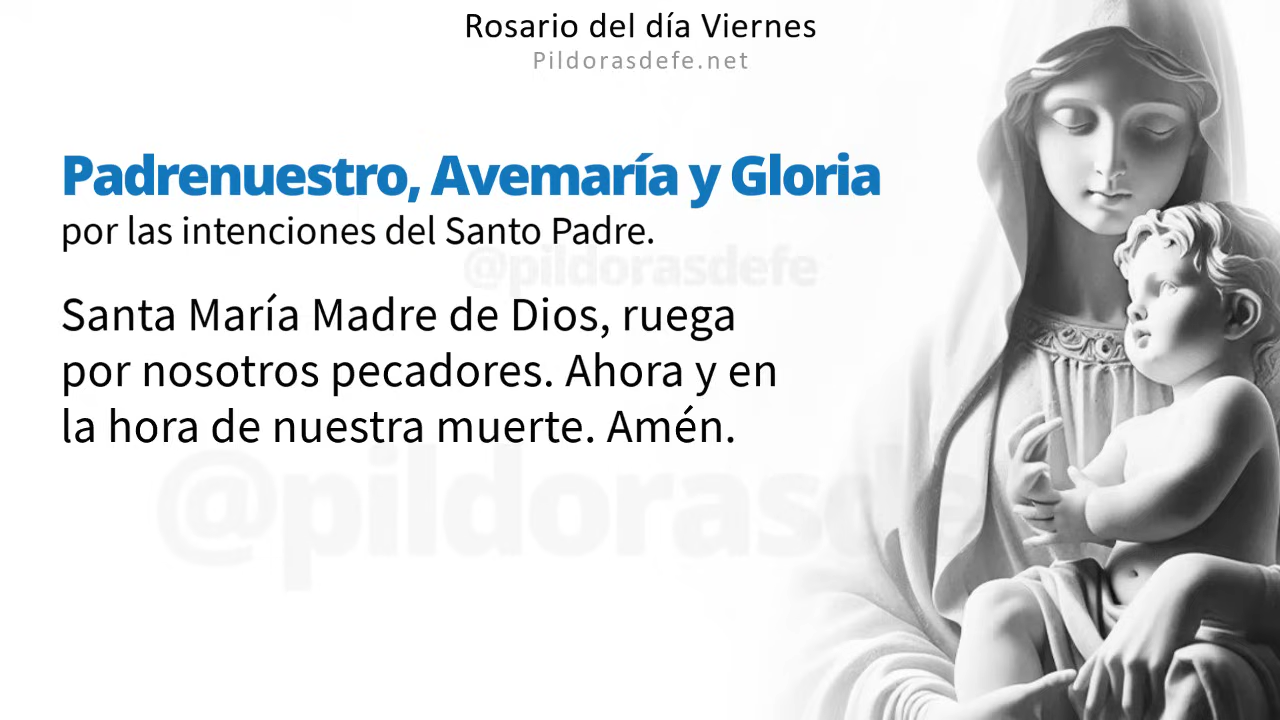 Rosario del día Viernes
Pildorasdefe.net
Padrenuestro, Avemaría y Gloria
por las intenciones del Santo Padre.
@pildorasdefe
Santa María Madre de Dios, ruega
por nosotros pecadores. Ahora y en
la hora de nuestra muerte. Amén.
@pildorasdefe